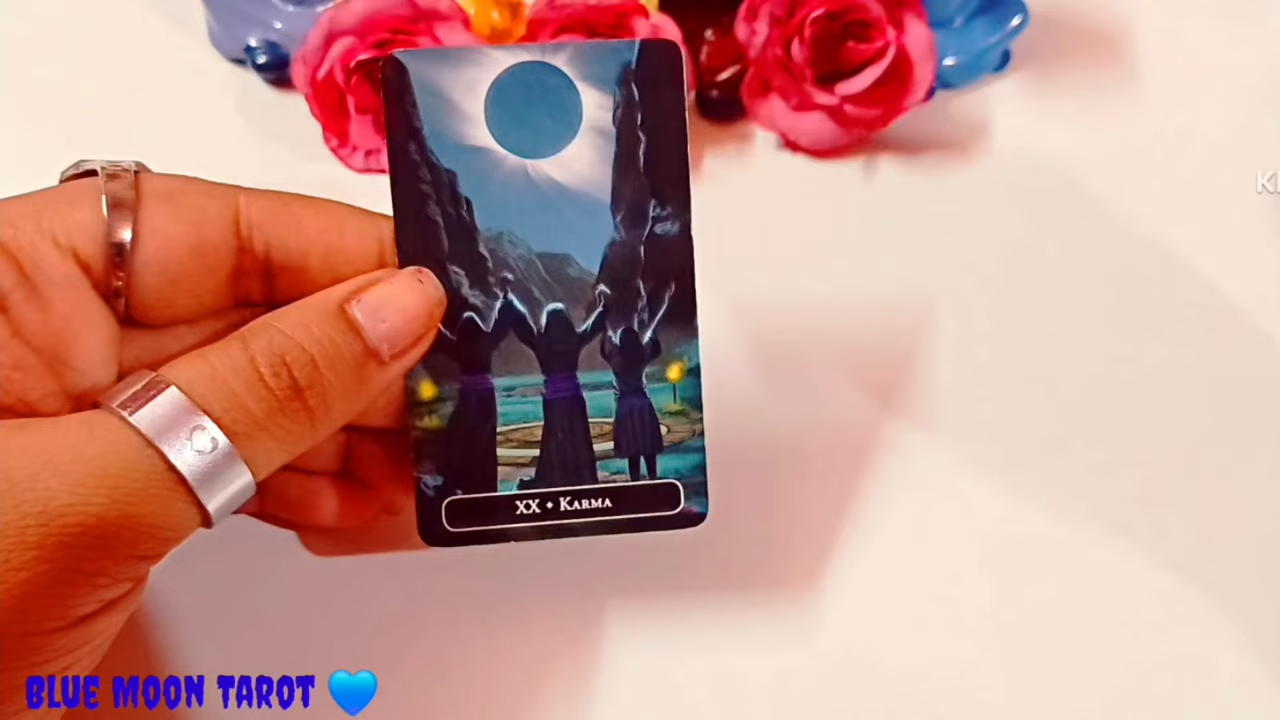 XX • KARMA
BLUE MOON TAROT 💙